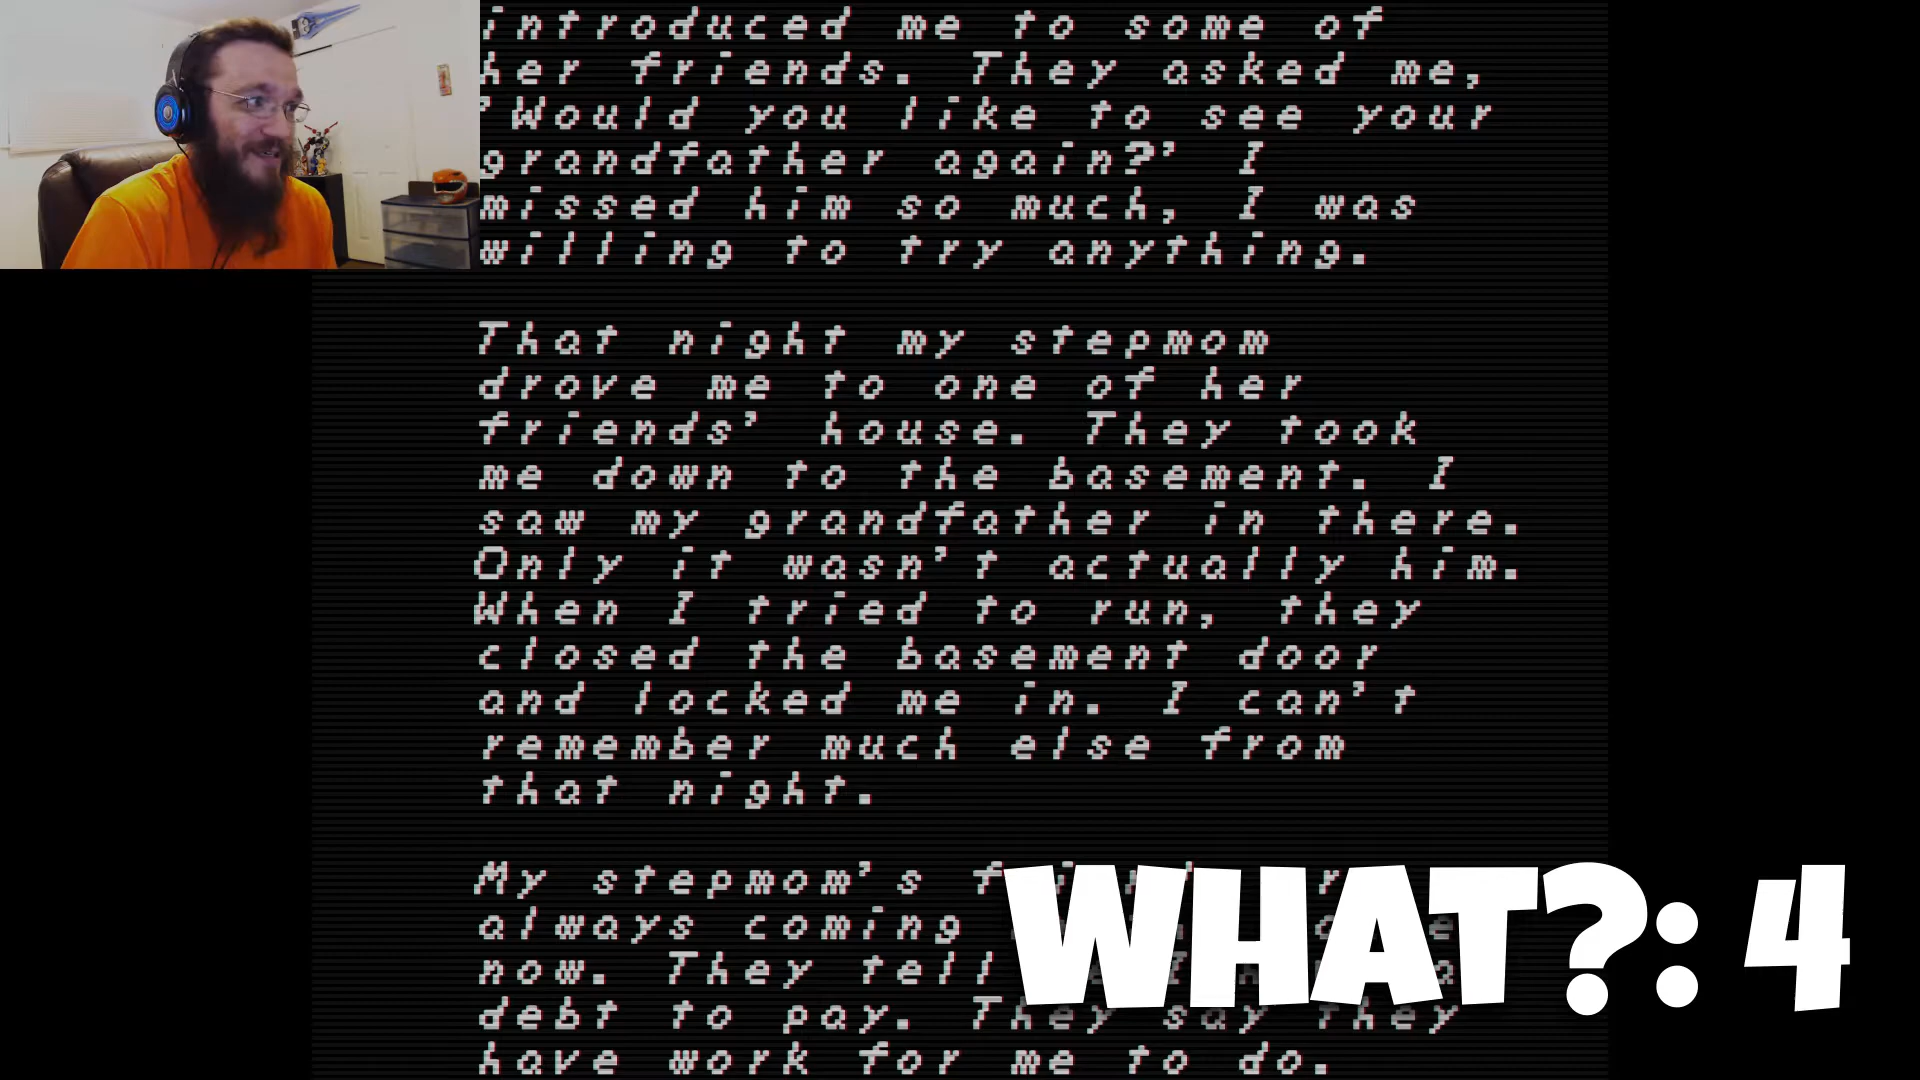 introduced me to some of
her friends. They asked me,
'Would you like to see your
grandfather again?' I
missed him so much, I was
willing to try anything.
That night my stepmom
drove me to one of her
friends' house. They took
me down to the basement. I
saw my grandfather in there.
Only it wasn't actually him.
When I tried to run, they
closed the basement door
and locked me in. I can't
remember much else from
that night.
My stepmom's
always coming
now. They tell
debt to pay. They say they
have work for me to do.
WHAT?: 4